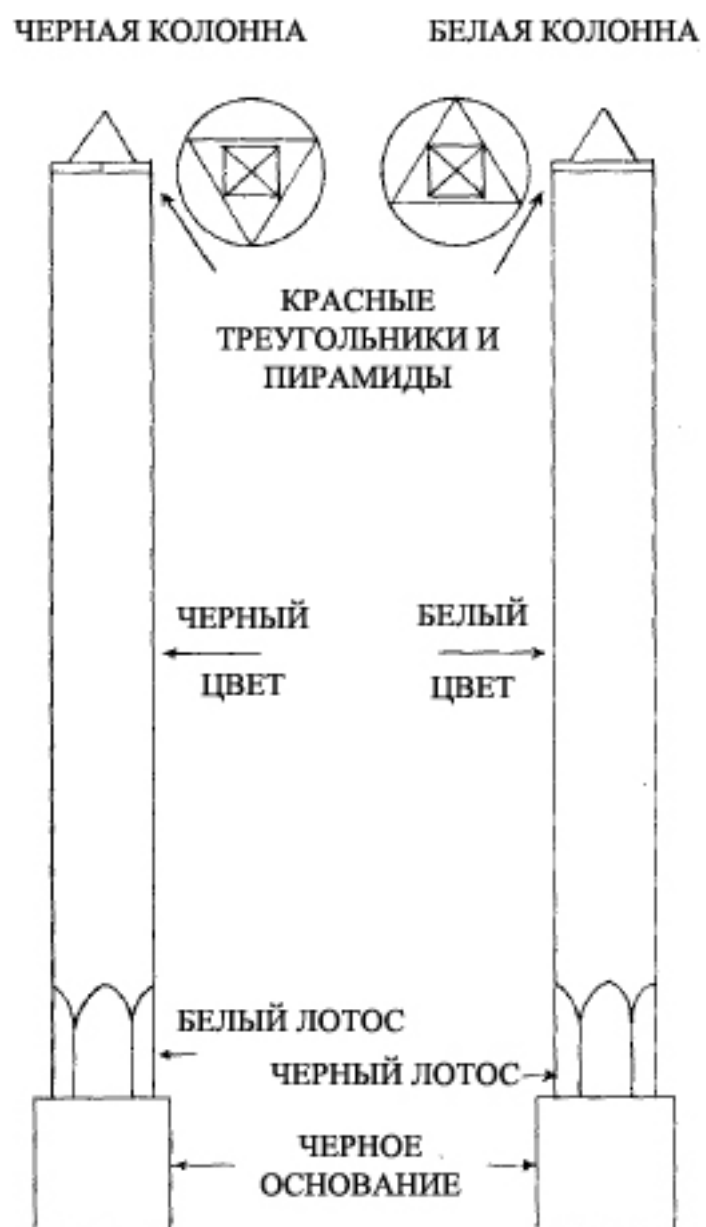 ЧЕРНАЯ КОЛОННА
БЕЛАЯ КОЛОННА
КРАСНЫЕ
ТРЕУГОЛЬНИКИ И
ПИРАМИДЫ
ЧЕРНЫЙ
ЦВЕТ
БЕЛЫЙ
ЦВЕТ
БЕЛЫЙ ЛОТОС
ЧЕРНЫЙ ЛОТОС
ЧЕРНОЕ
ОСНОВАНИЕ